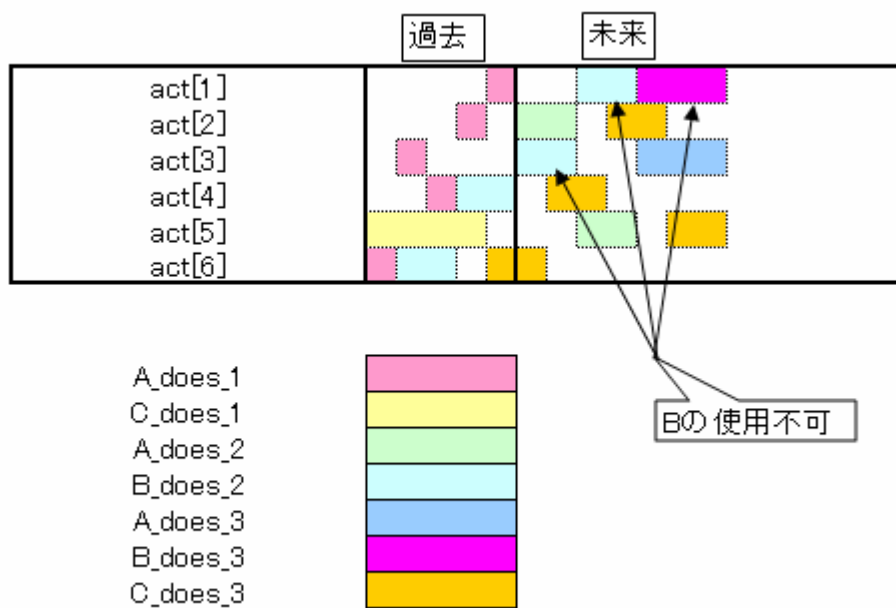 過去
未来
act[1]
act[2]
act[3]
act[4]
act[5]
act[6]
A_does_1
C_does_1
A_does_2
B_does_2
A_does_3
B_does_3
C_does_3
Bの使用不可